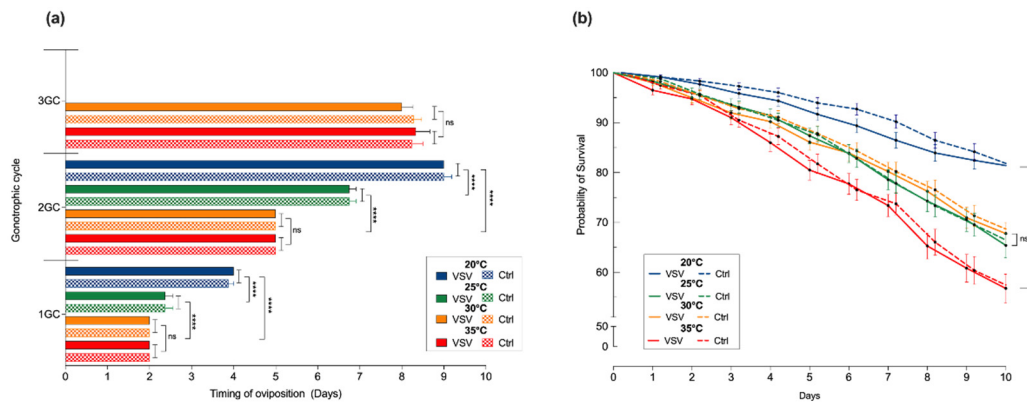 (a)
3GC
ns
Gonotrophic cycle
2GC
****
****
****
ns
1GC
****
****
****
ns
20°C
VSV Ctrl
25°C
VSV Ctrl
30°C
VSV Ctrl
35°C
VSV Ctrl
0 1 2 3 4 5 6 7 8 9 10
Timing of oviposition (Days)
(b)
100
90
80
70
60
50
0
Probability of Survival
ns
20°C
VSV Ctrl
25°C
VSV Ctrl
30°C
VSV Ctrl
35°C
VSV Ctrl
0 1 2 3 4 5 6 7 8 9 10
Days